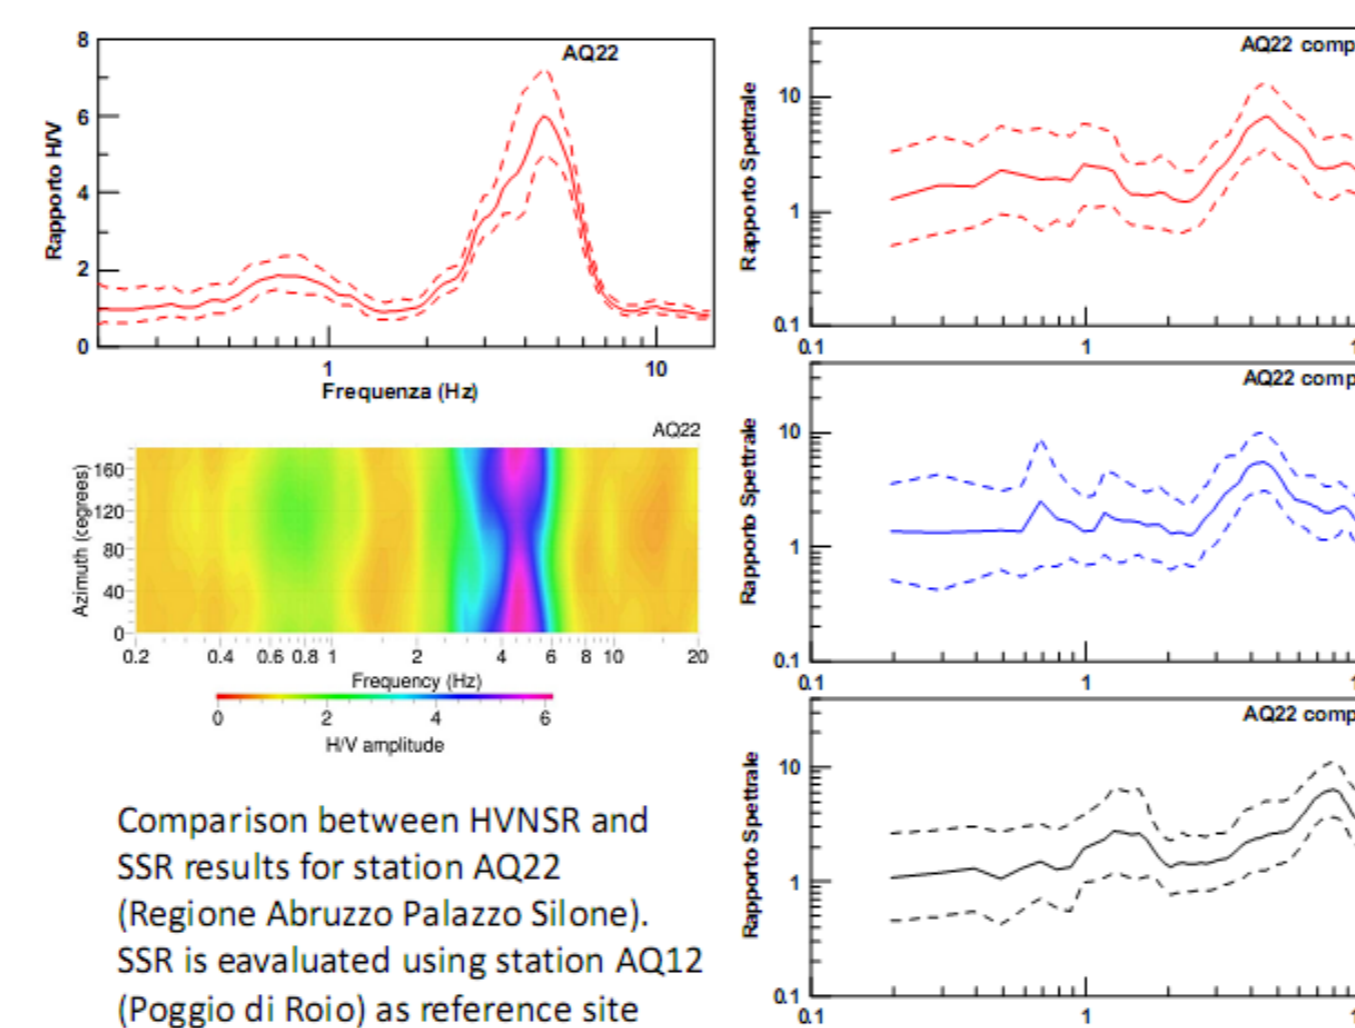 AQ22
8
6
4
2
0
Rapporto H/V
1
10
Frequenza (Hz)
AQ22
160
120
80
40
0
Azimuth (cegrees)
0.2
0.4
0.6
0.8
1
2
4
6
8
10
20
Frequency (Hz)
0
2
4
6
H/V amplitude
Comparison between HVNSR and
SSR results for station AQ22
(Regione Abruzzo Palazzo Silone).
SSR is eavaluated using station AQ12
(Poggio di Roio) as reference site
AQ22 comp
10
1
0.1
Rapporto Spettrale
0.1
1
1
AQ22 comp
10
1
0.1
Rapporto Spettrale
0.1
1
1
AQ22 comp
10
1
0.1
Rapporto Spettrale
0.1
1
1